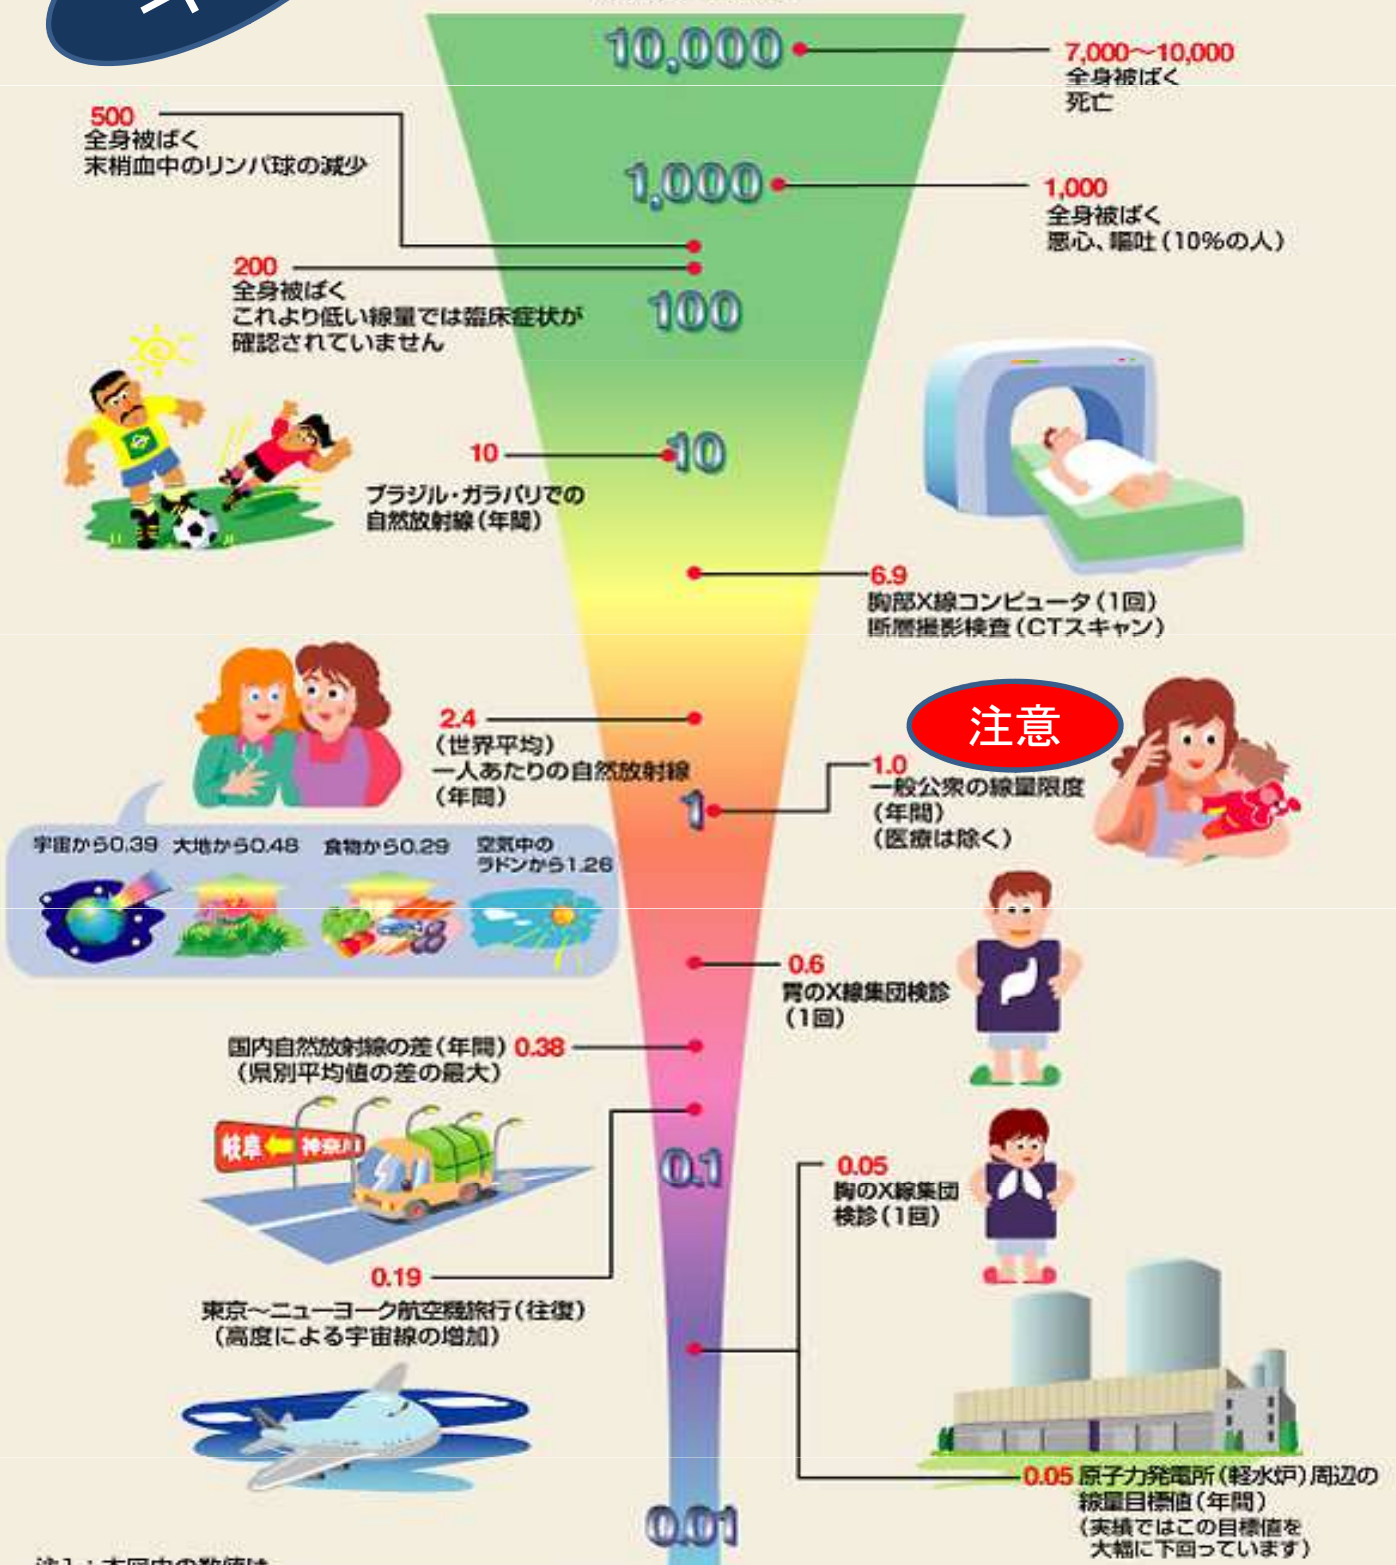 10,000
7,000～10,000
全身被ばく
死亡
500
全身被ばく
末梢血中のリンパ球の減少
1,000
1,000
全身被ばく
悪心、嘔吐(10%の人)
200
全身被ばく
これより低い線量では臨床症状が
確認されていません
100
10
10
ブラジル・ガラパリでの
自然放射線(年間)
6.9
胸部X線コンピュータ(1回)
断層撮影検査(CTスキャン)
2.4
(世界平均)
一人あたりの自然放射線
(年間)
注意
1.0
一般公衆の線量限度
(年間)
(医療は除く)
1
宇宙から0.39
大地から0.48
食物から0.29
空気中の
ラドンから1.26
0.6
胃のX線集団検診
(1回)
国内自然放射線の差(年間) 0.38
(県別平均値の差の最大)
岐阜
神奈川
0.1
0.05
胸のX線集団
検診(1回)
0.19
東京～ニューヨーク航空機旅行(往復)
(高度による宇宙線の増加)
0.05 原子力発電所(軽水炉)周辺の
線量目標値(年間)
(実績ではこの目標値を
大幅に下回っています)
0.01